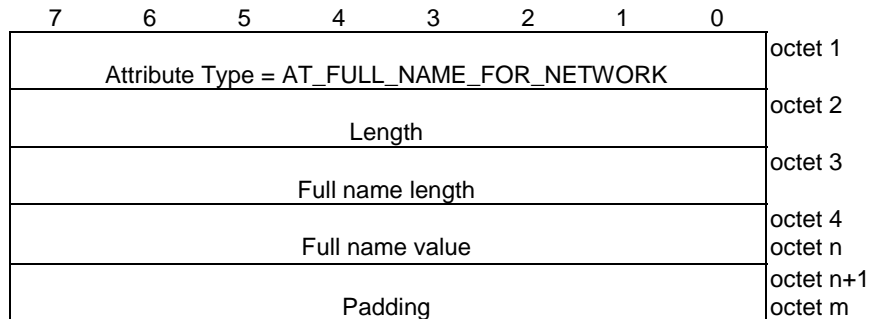 7 6 5 4 3 2 1 0
octet 1
Attribute Type = AT_FULL_NAME_FOR_NETWORK
octet 2
Length
octet 3
Full name length
octet 4
Full name value octet n
octet n+1
Padding octet m